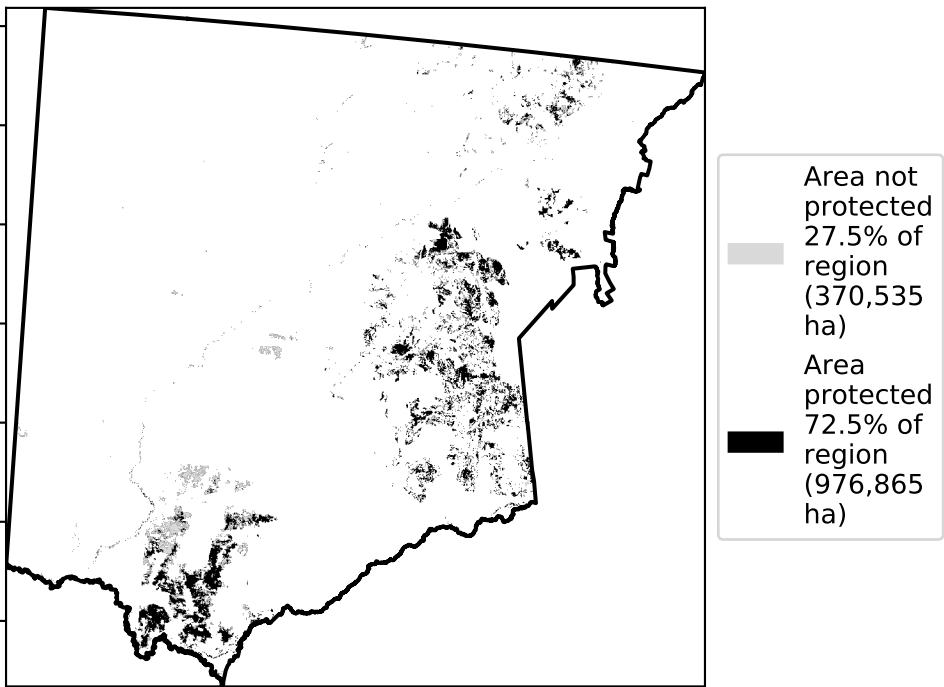 Area not
protected
27.5% of
region
(370,535
ha)
Area
protected
72.5% of
region
(976,865
ha)